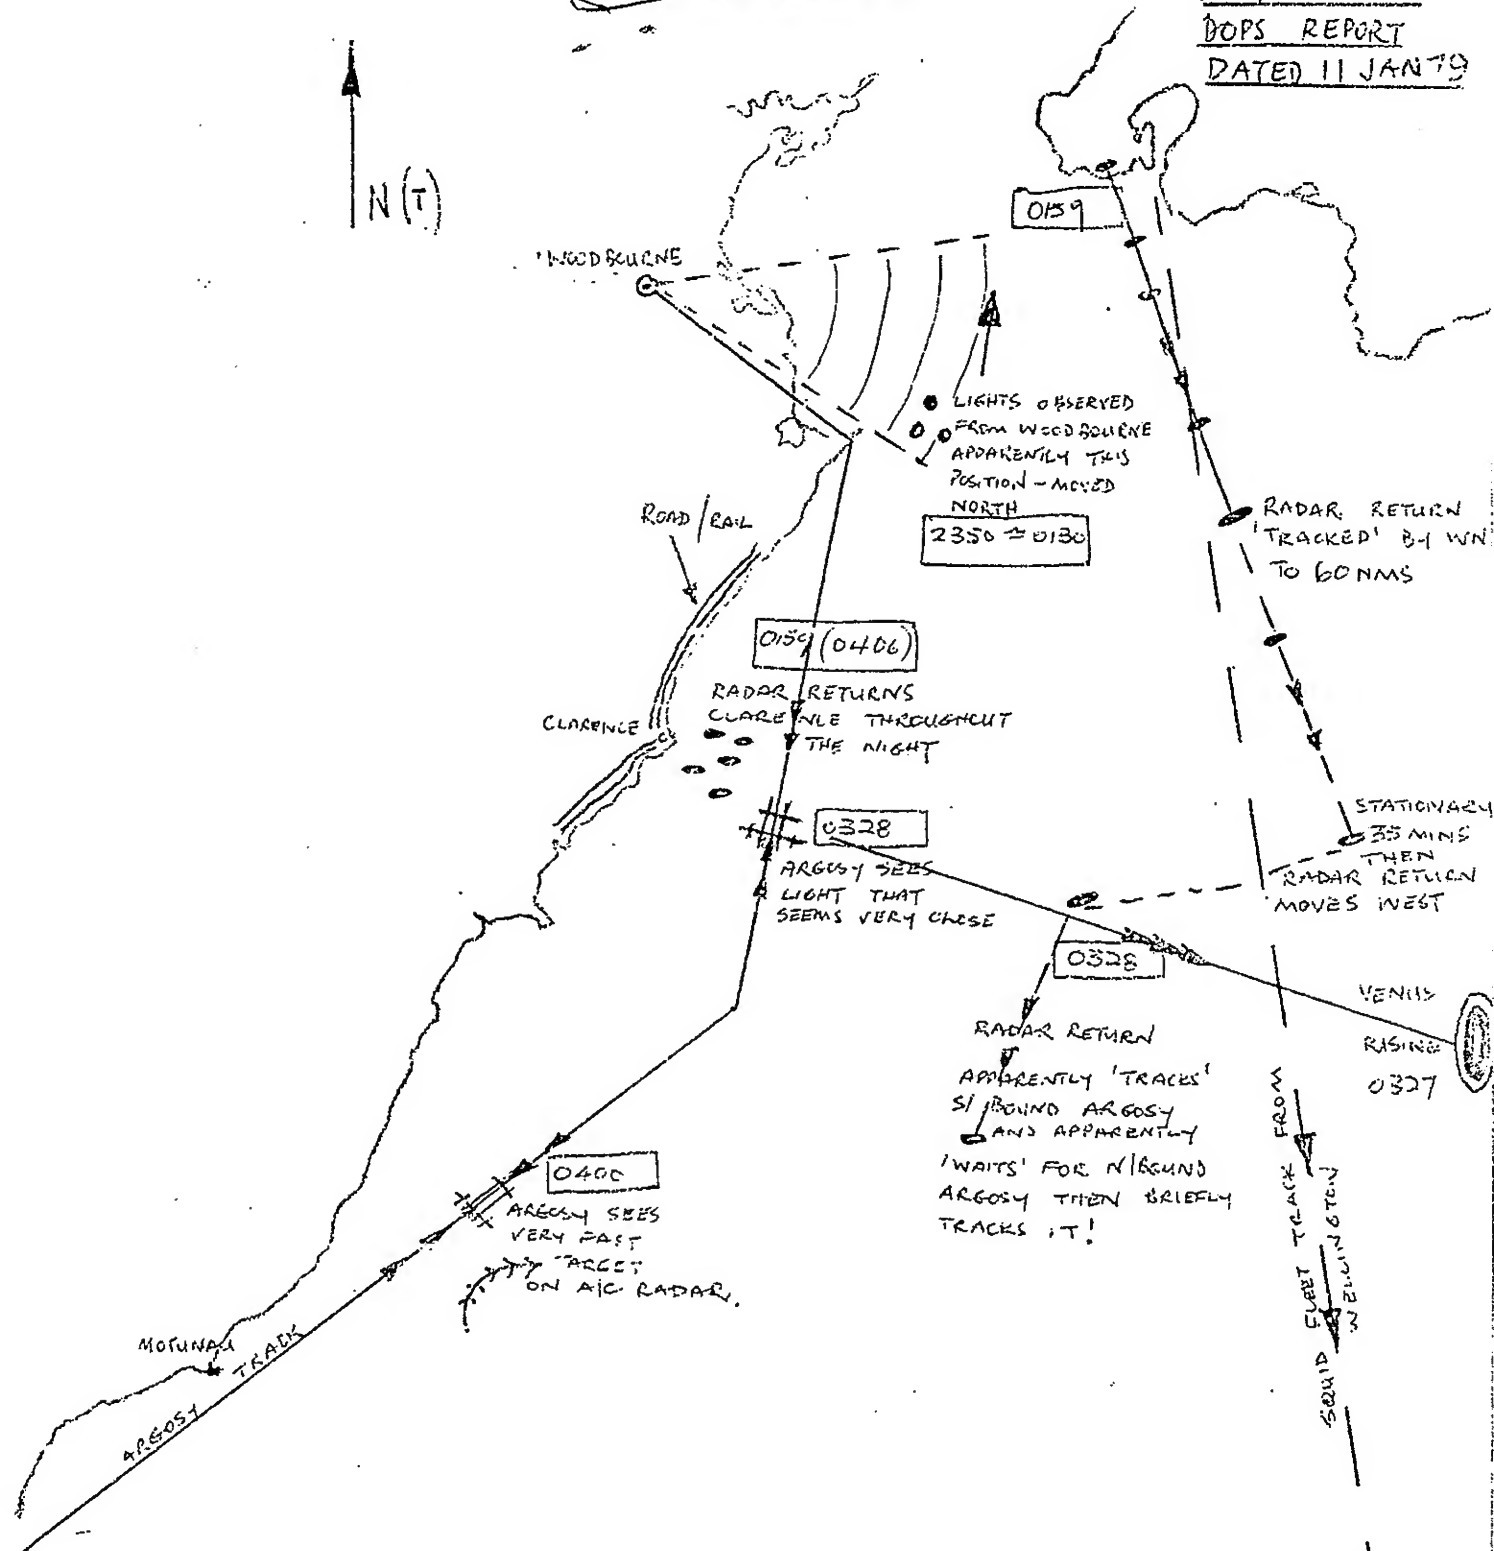 DOPS REPORT
DATED 11 JAN 79
N(T)
WOODBOURNE
0159
LIGHTS OBSERVED
FROM WOODBOURNE
APPARENTLY THIS
POSITION - MOVED
NORTH
2350 - 0130
ROAD/RAIL
RADAR RETURN
'TRACKED' BY WN
TO 60 NMS
0159 (0406)
RADAR RETURNS
CLARENCE THROUGHOUT
THE NIGHT
CLARENCE
0328
ARGOSY SEES
LIGHT THAT
SEEMS VERY CLOSE
STATIONARY
35 MINS
THEN
RADAR RETURN
MOVES WEST
0328
RADAR RETURN
APPARENTLY 'TRACKS'
S/BOUND ARGOSY
AND APPARENTLY
'WAITS' FOR N/BOUND
ARGOSY THEN BRIEFLY
TRACKS IT!
VENUS
RISING
0327
0400
ARGOSY SEES
VERY FAST
TARGET
ON A/C RADAR.
MOTUNAU
ARGOSY TRACK
SQUID FLEET TRACK FROM
WELLINGTON